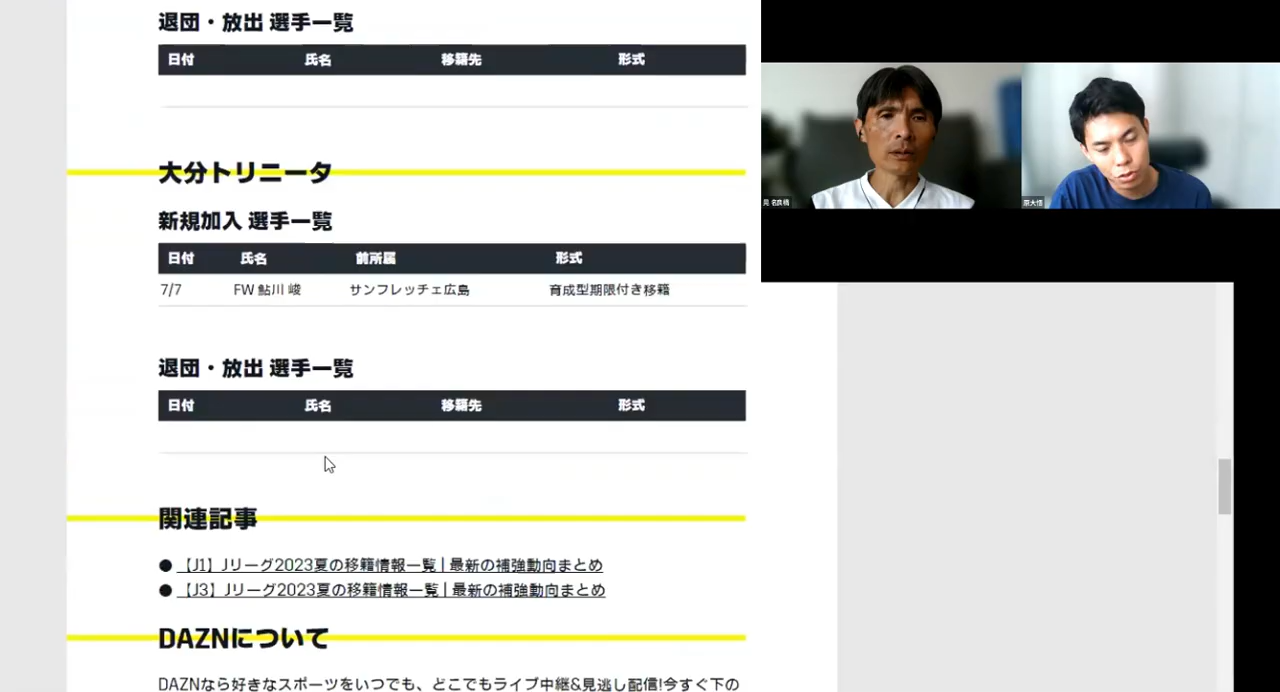 退団・放出 選手一覧
日付 氏名 移籍先 形式
大分トリニータ
新規加入 選手一覧
日付 氏名 前所属 形式
7/7 FW 鮎川 峻 サンフレッチェ広島 育成型期限付き移籍
退団・放出 選手一覧
日付 氏名 移籍先 形式
関連記事
● 【J1】Jリーグ2023夏の移籍情報一覧 | 最新の補強動向まとめ
● 【J3】Jリーグ2023夏の移籍情報一覧 | 最新の補強動向まとめ
DAZNについて
DAZNなら好きなスポーツをいつでも、どこでもライブ中継&見逃し配信!今すぐ下の
晃 名良橋
原大悟